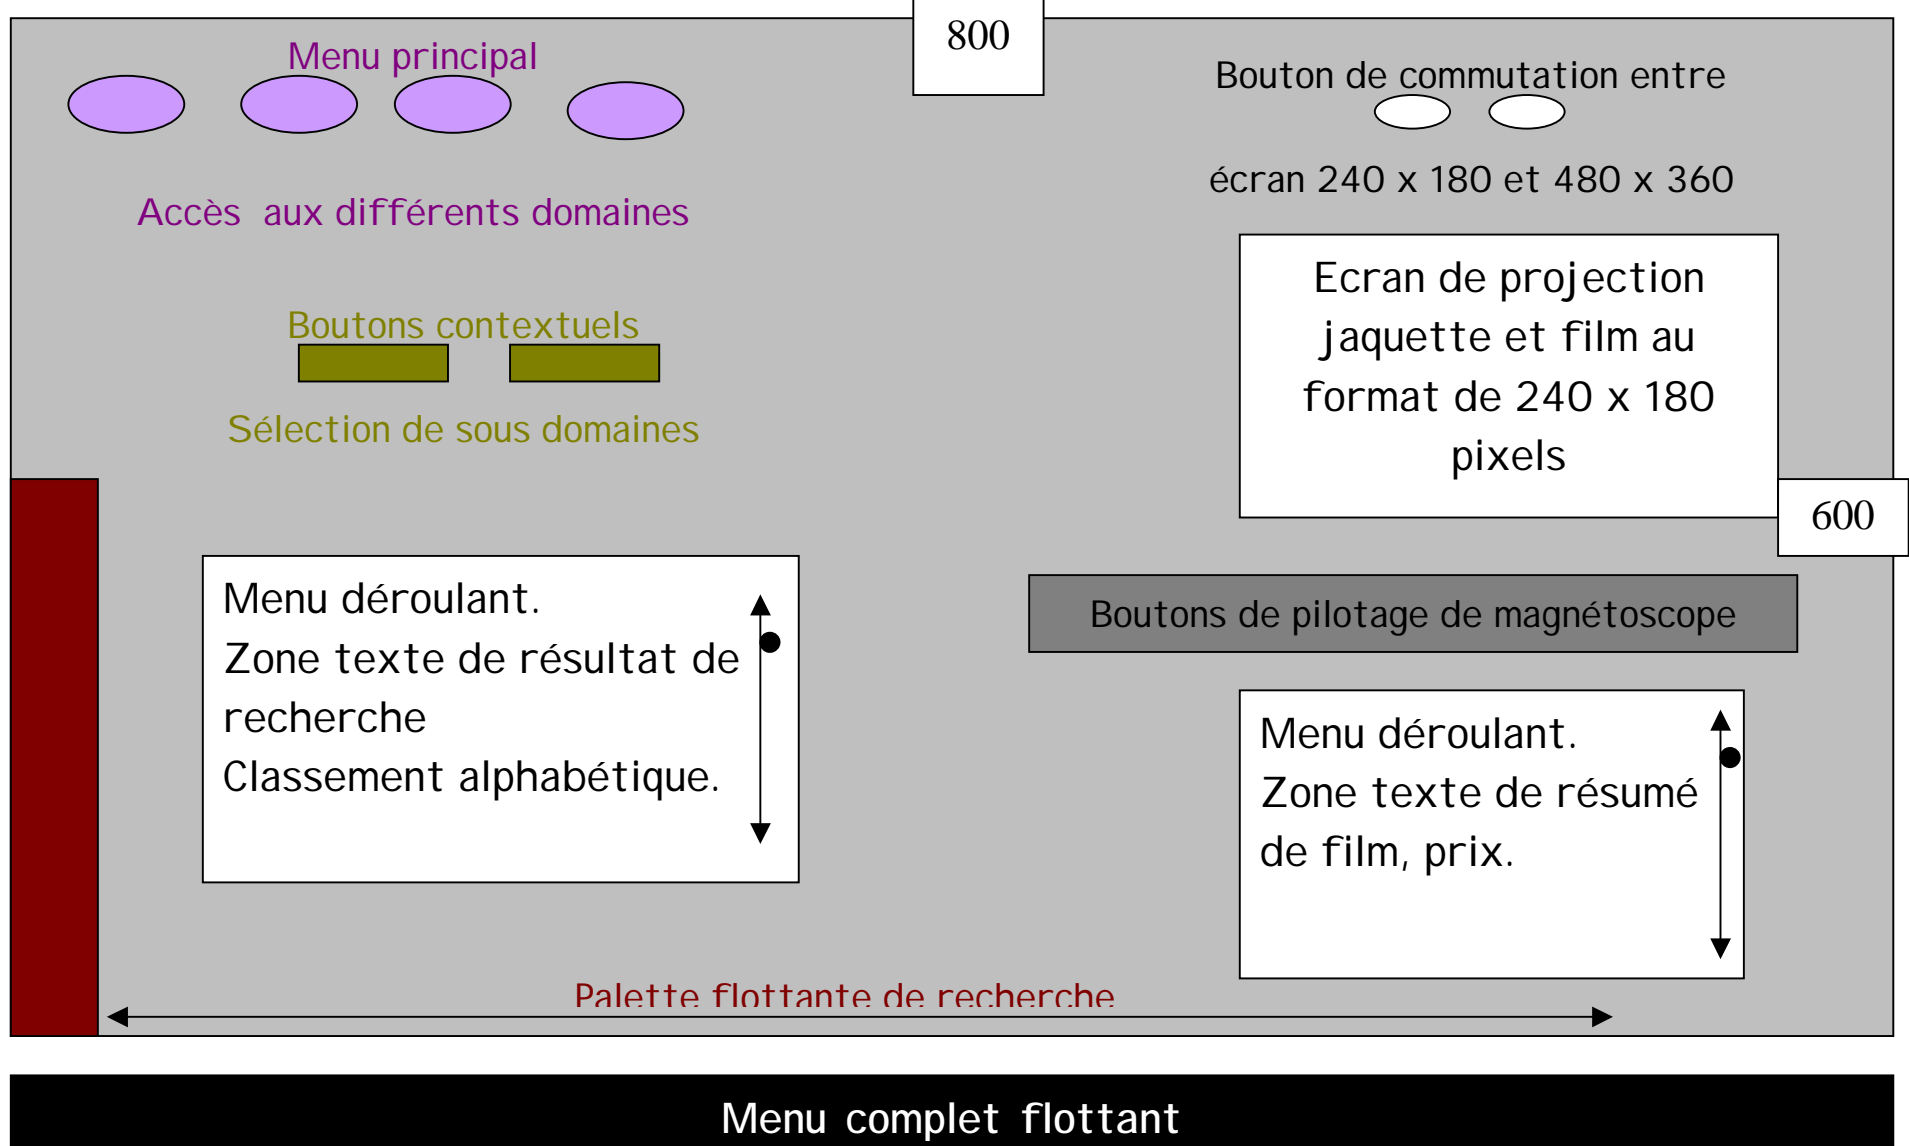 800
Menu principal
Bouton de commutation entre
écran 240 x 180 et 480 x 360
Accès aux différents domaines
Ecran de projection
jaquette et film au
format de 240 x 180
pixels
Boutons contextuels
Sélection de sous domaines
600
Menu déroulant.
Zone texte de résultat de
recherche
Classement alphabétique.
Boutons de pilotage de magnétoscope
Menu déroulant.
Zone texte de résumé
de film, prix.
Palette flottante de recherche
Menu complet flottant